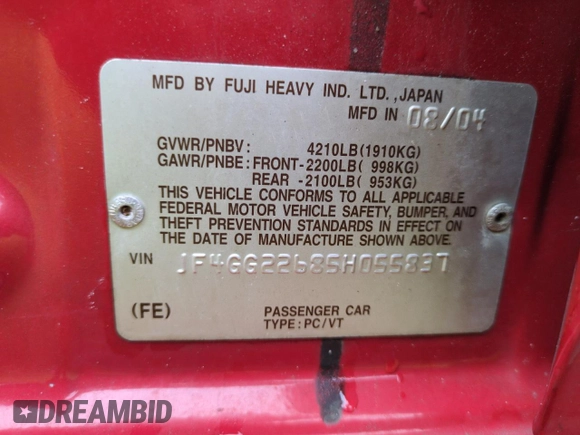 MFD BY FUJI HEAVY IND. LTD., JAPAN
MFD IN 08/04
GVWR/PNBV: 4210LB(1910KG)
GAWR/PNBE: FRONT-2200LB( 998KG)
REAR -2100LB( 953KG)
THIS VEHICLE CONFORMS TO ALL APPLICABLE
FEDERAL MOTOR VEHICLE SAFETY, BUMPER, AND
THEFT PREVENTION STANDARDS IN EFFECT ON
THE DATE OF MANUFACTURE SHOWN ABOVE.
VIN JF4GG22685H055837
(FE) PASSENGER CAR
TYPE: PC/VT
DREAMBID